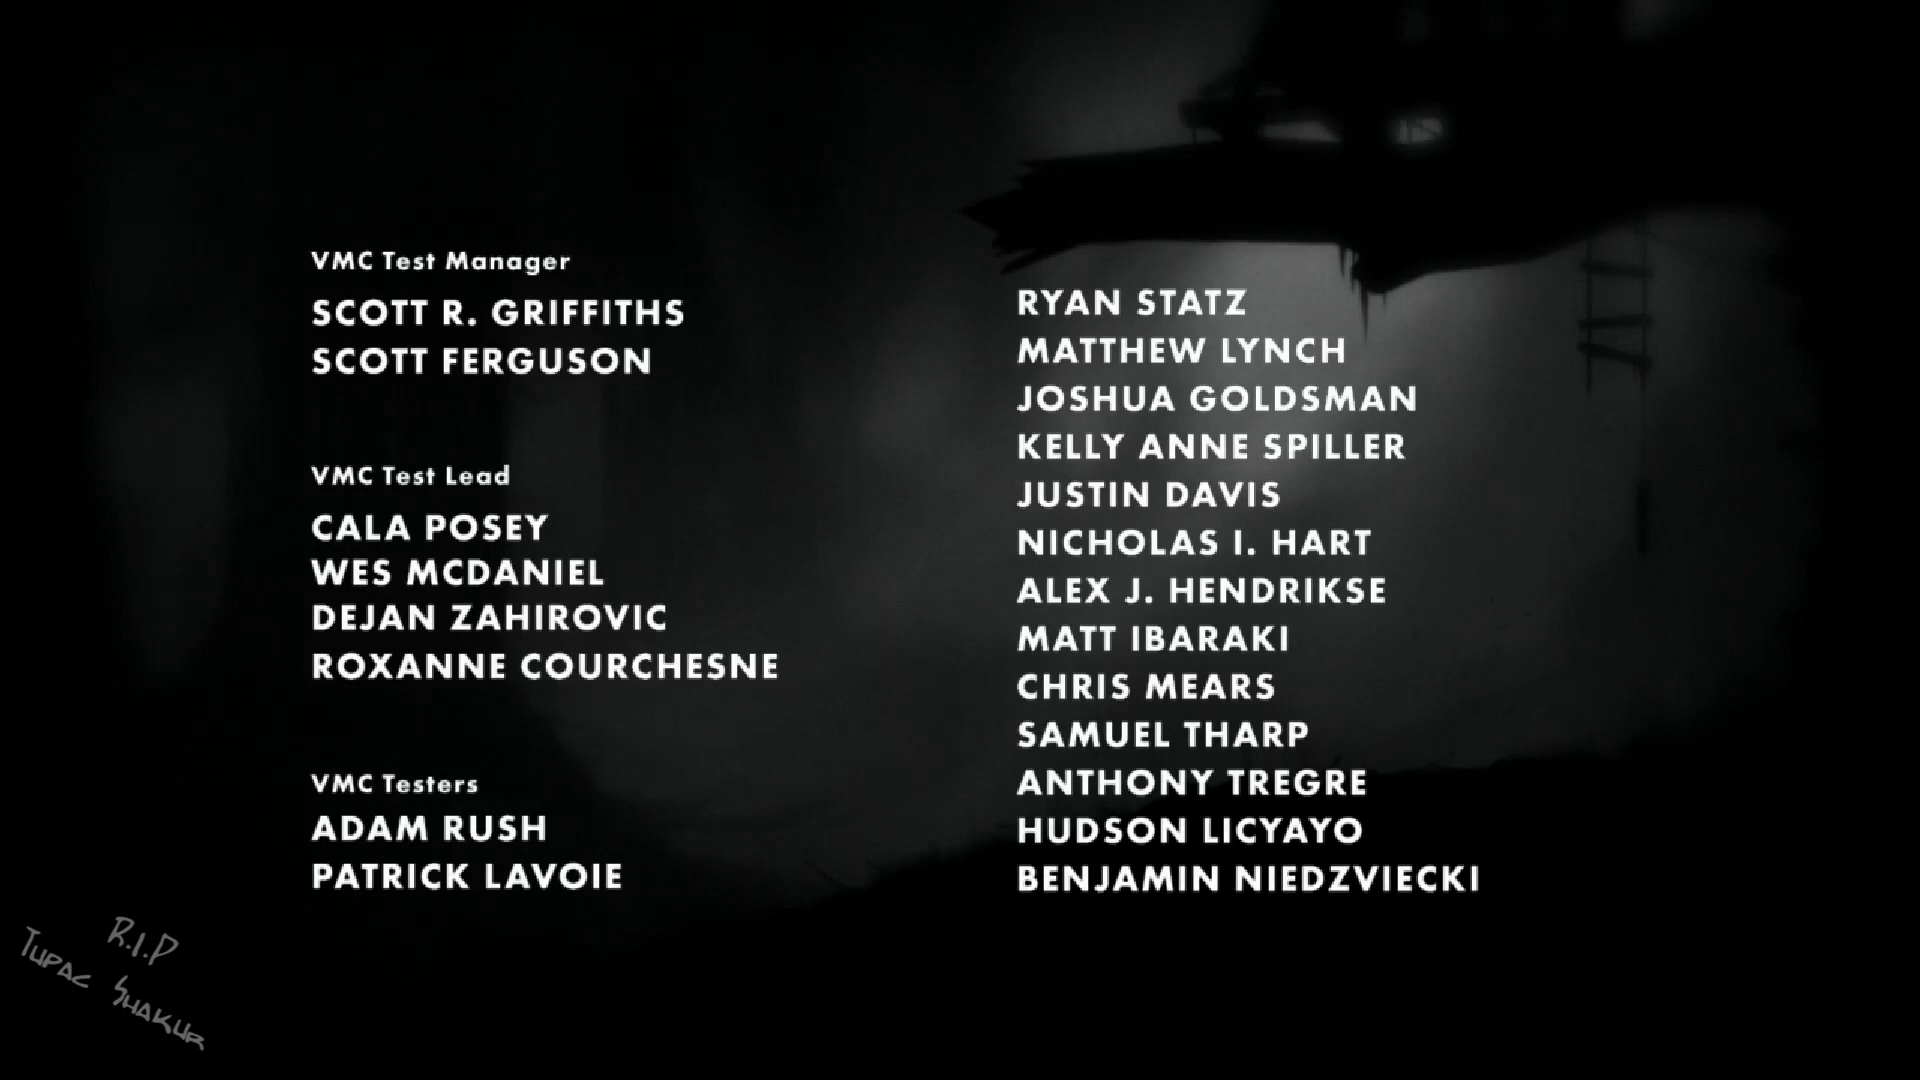 VMC Test Manager
SCOTT R. GRIFFITHS
SCOTT FERGUSON
VMC Test Lead
CALA POSEY
WES MCDANIEL
DEJAN ZAHIROVIC
ROXANNE COURCHESNE
VMC Testers
ADAM RUSH
PATRICK LAVOIE
RYAN STATZ
MATTHEW LYNCH
JOSHUA GOLDSMAN
KELLY ANNE SPILLER
JUSTIN DAVIS
NICHOLAS I. HART
ALEX J. HENDRIKSE
MATT IBARAKI
CHRIS MEARS
SAMUEL THARP
ANTHONY TREGRE
HUDSON LICYAYO
BENJAMIN NIEDZVIECKI
R.I.P
TUPAC SHAKUR